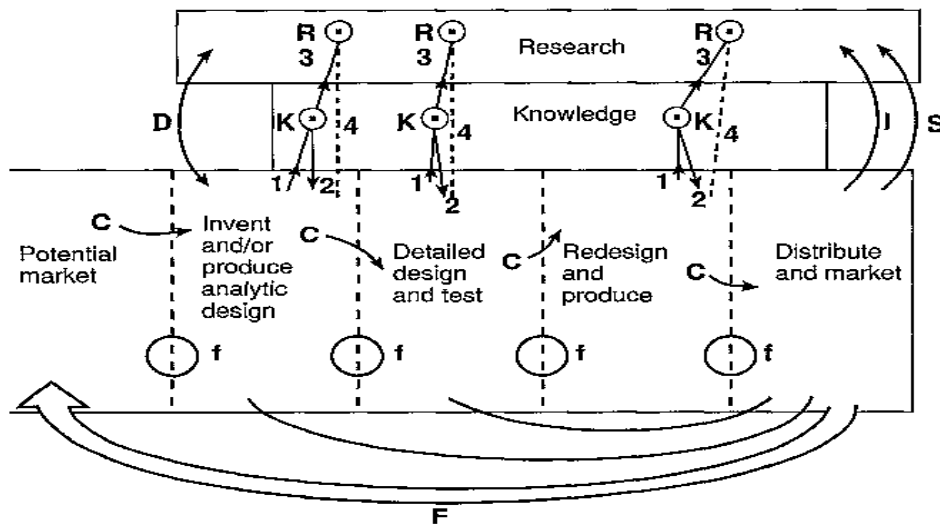 R R R
3 Research 3 3
D K 4 K 4 Knowledge K 4 I S
1 2 1 2 1 2
C Invent
and/or
produce
analytic
design
Potential
market
C Detailed
design
and test
C Redesign
and
produce
C Distribute
and market
f f f f
F